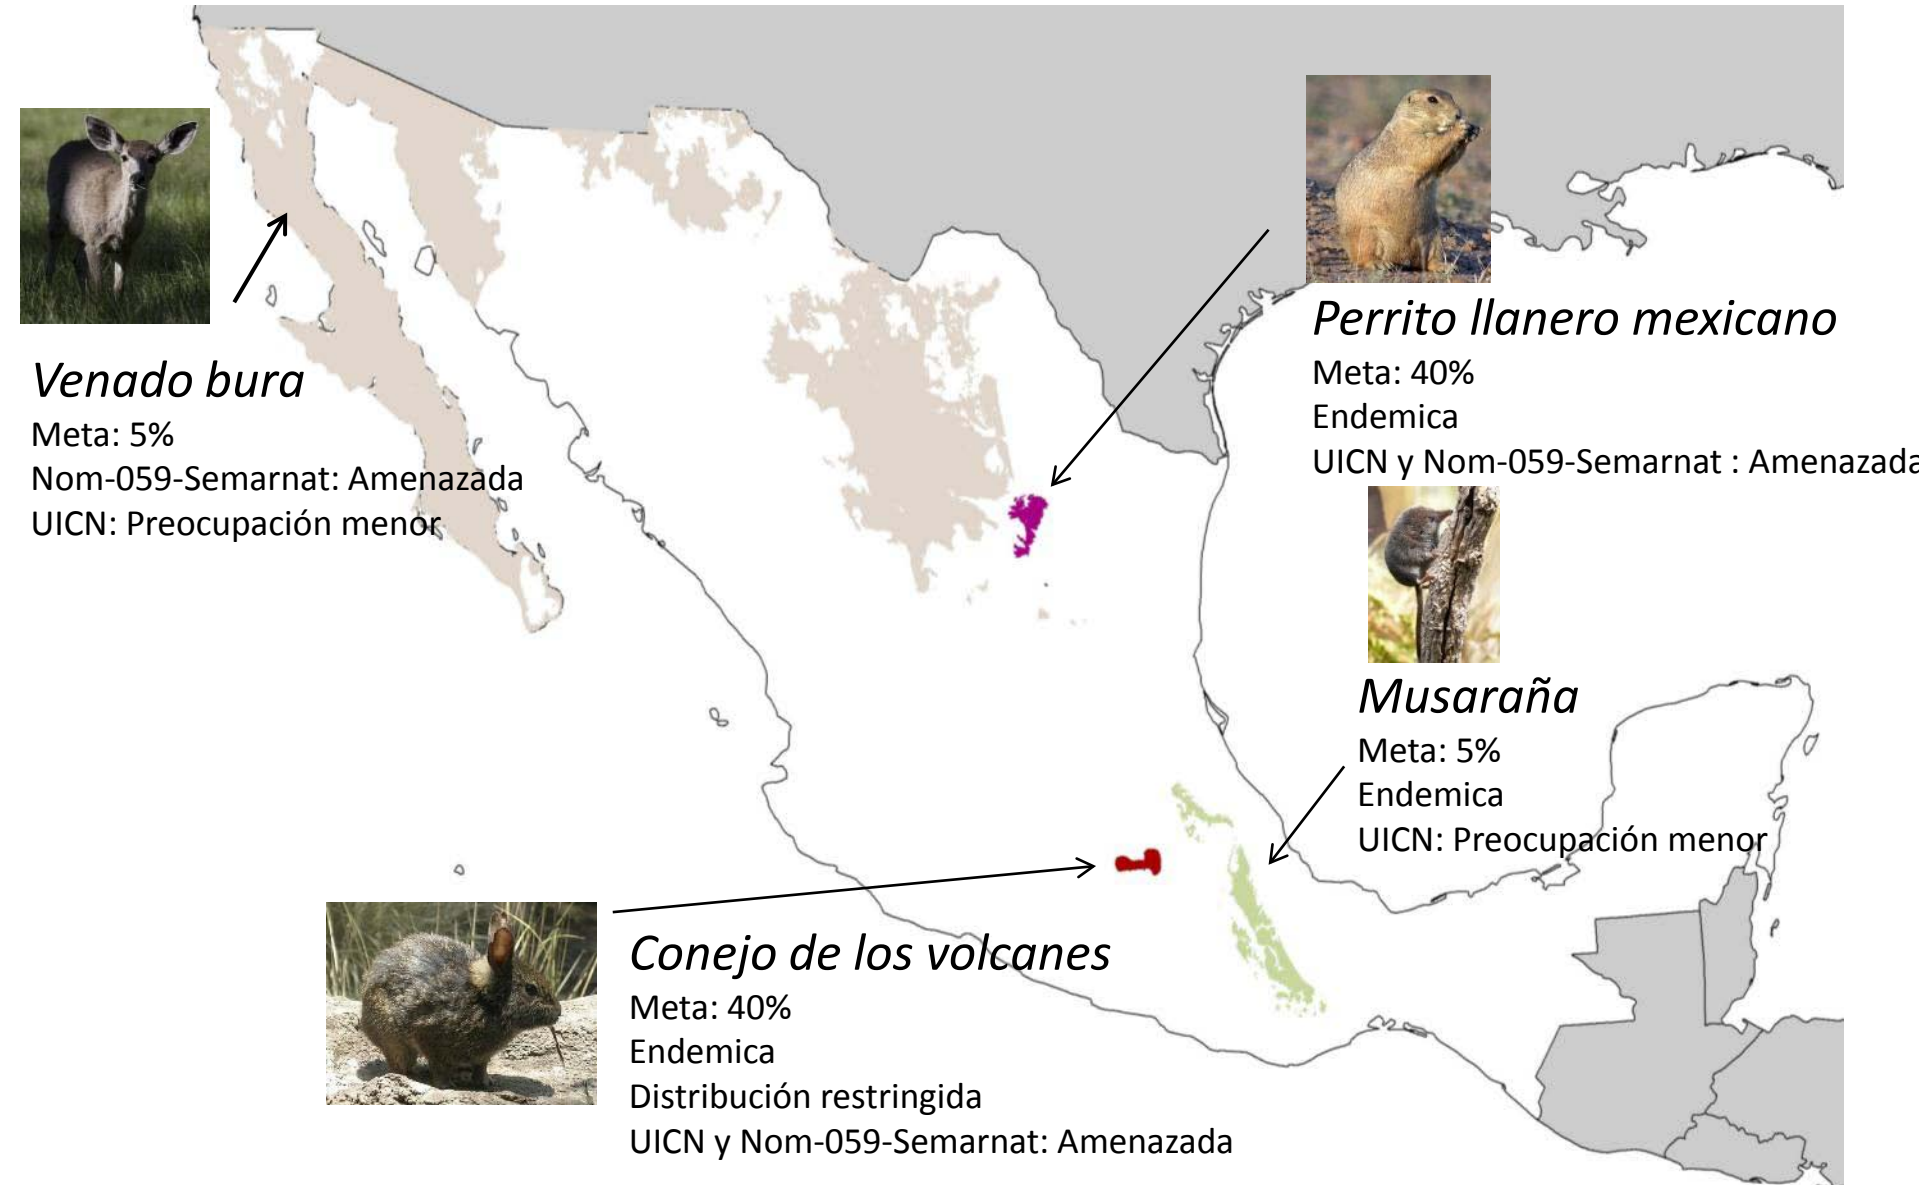 Venado bura
Meta: 5%
Nom-059-Semarnat: Amenazada
UICN: Preocupación menor
Perrito llanero mexicano
Meta: 40%
Endemica
UICN y Nom-059-Semarnat : Amenazada
Musaraña
Meta: 5%
Endemica
UICN: Preocupación menor
Conejo de los volcanes
Meta: 40%
Endemica
Distribución restringida
UICN y Nom-059-Semarnat: Amenazada